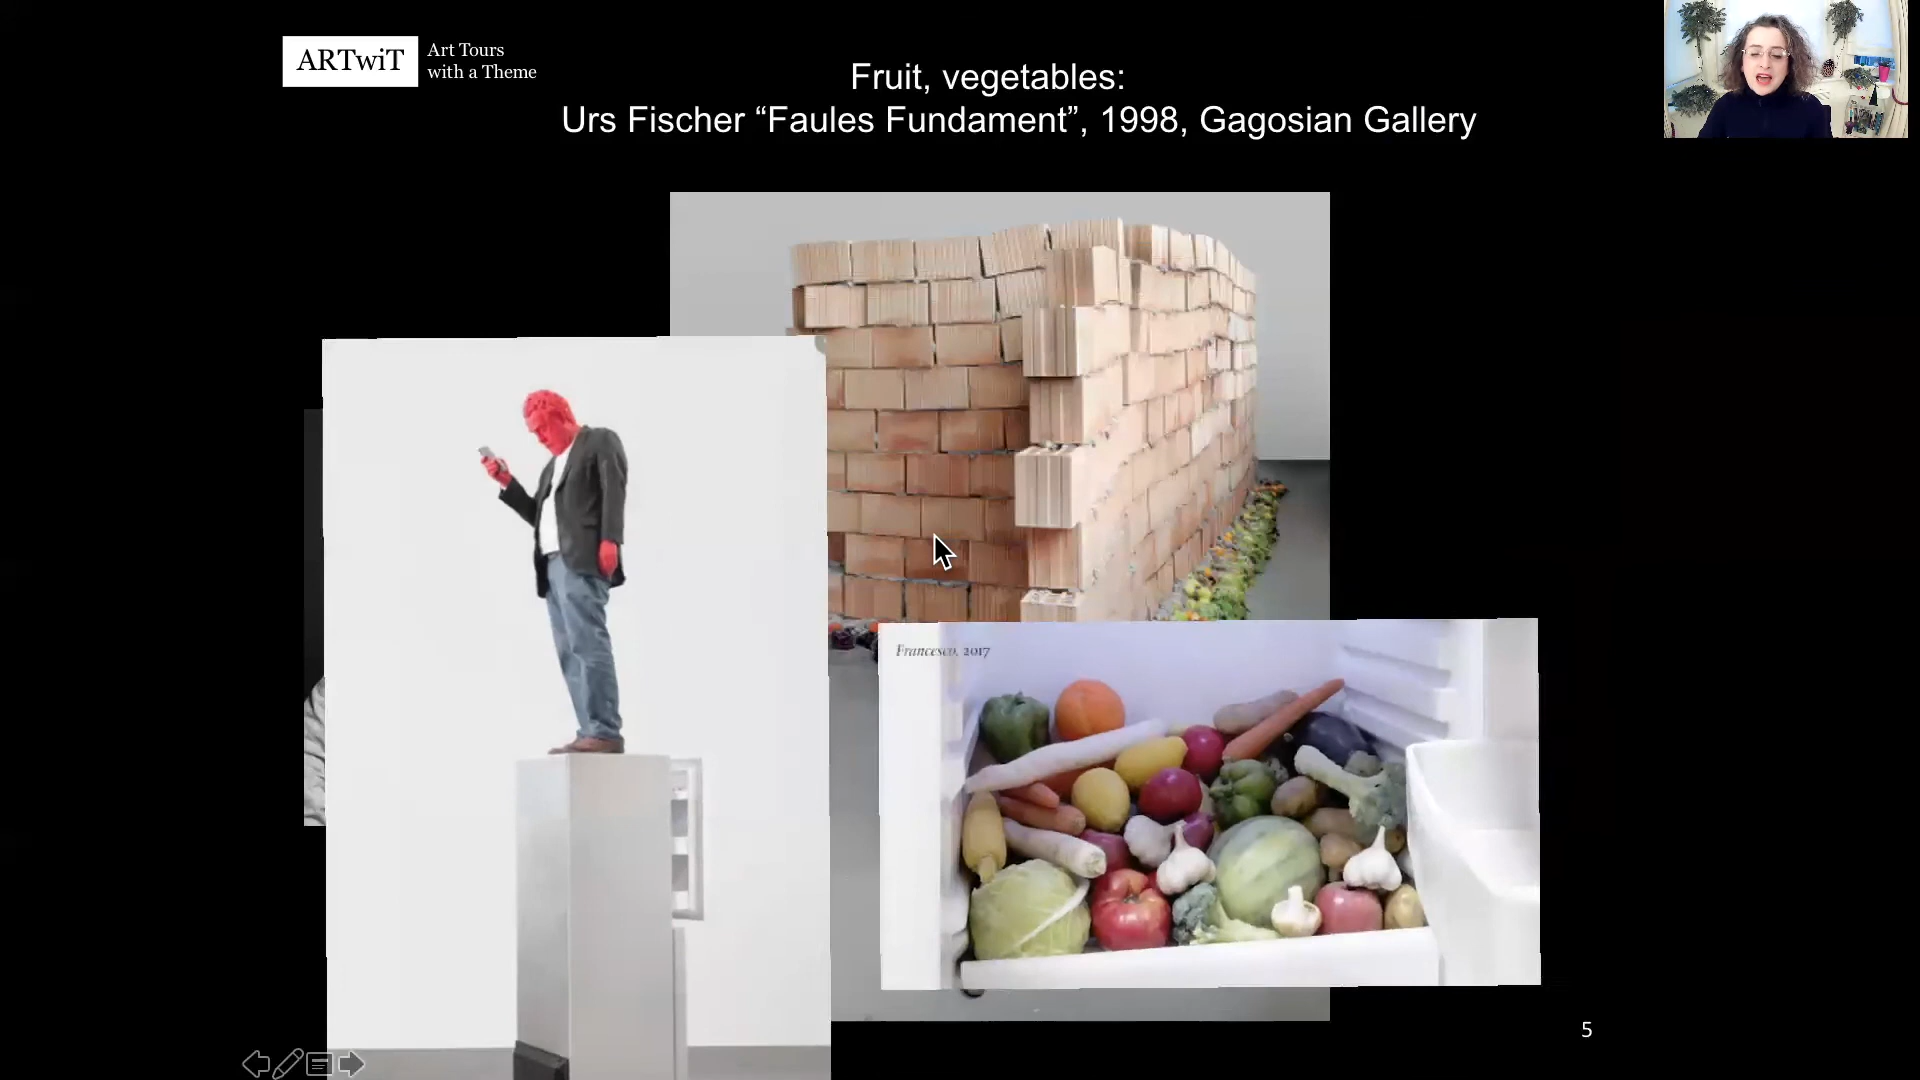 ARTwiT
Art Tours
with a Theme
Fruit, vegetables:
Urs Fischer “Faules Fundament”, 1998, Gagosian Gallery
Francesco, 2017
5